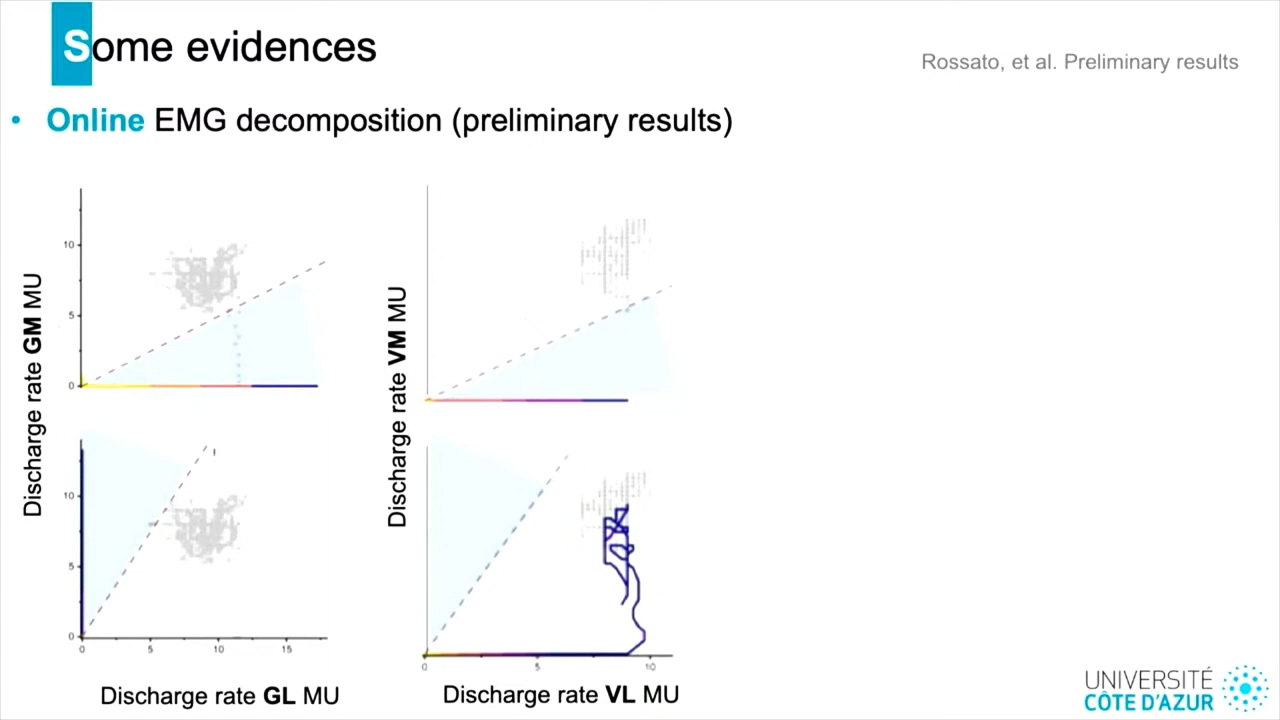 Some evidences
Rossato, et al. Preliminary results
• Online EMG decomposition (preliminary results)
Discharge rate GM MU
10
5
0
10
5
0
0 5 10 15
Discharge rate GL MU
Discharge rate VM MU
0 5 10
Discharge rate VL MU
UNIVERSITÉ
CÔTE D'AZUR